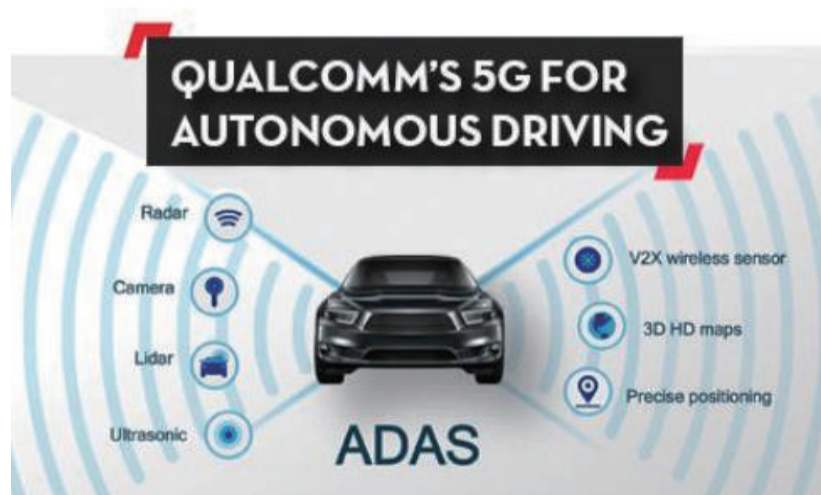 QUALCOMM'S 5G FOR
AUTONOMOUS DRIVING
Radar
Camera
Lidar
Ultrasonic
V2X wireless sensor
3D HD maps
Precise positioning
ADAS